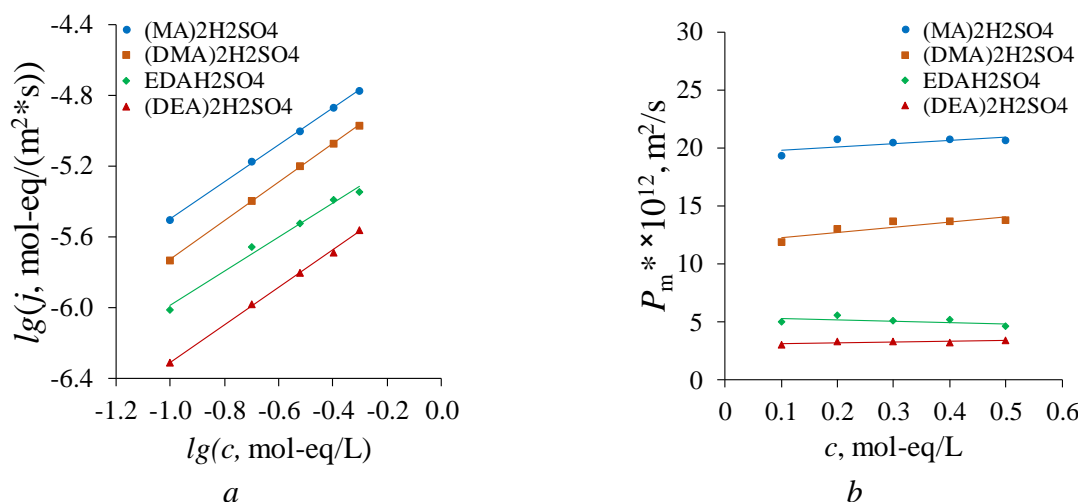 lg(j, mol-eq/(m²*s))
-4.4
-4.8
-5.2
-5.6
-6.0
-6.4
(MA)2H2SO4
(DMA)2H2SO4
EDAH2SO4
(DEA)2H2SO4
-1.2 -1.0 -0.8 -0.6 -0.4 -0.2 0.0
lg(c, mol-eq/L)
a
Pm* ×10¹², m²/s
30
25
20
15
10
5
0
(MA)2H2SO4
(DMA)2H2SO4
EDAH2SO4
(DEA)2H2SO4
0 0.1 0.2 0.3 0.4 0.5 0.6
c, mol-eq/L
b